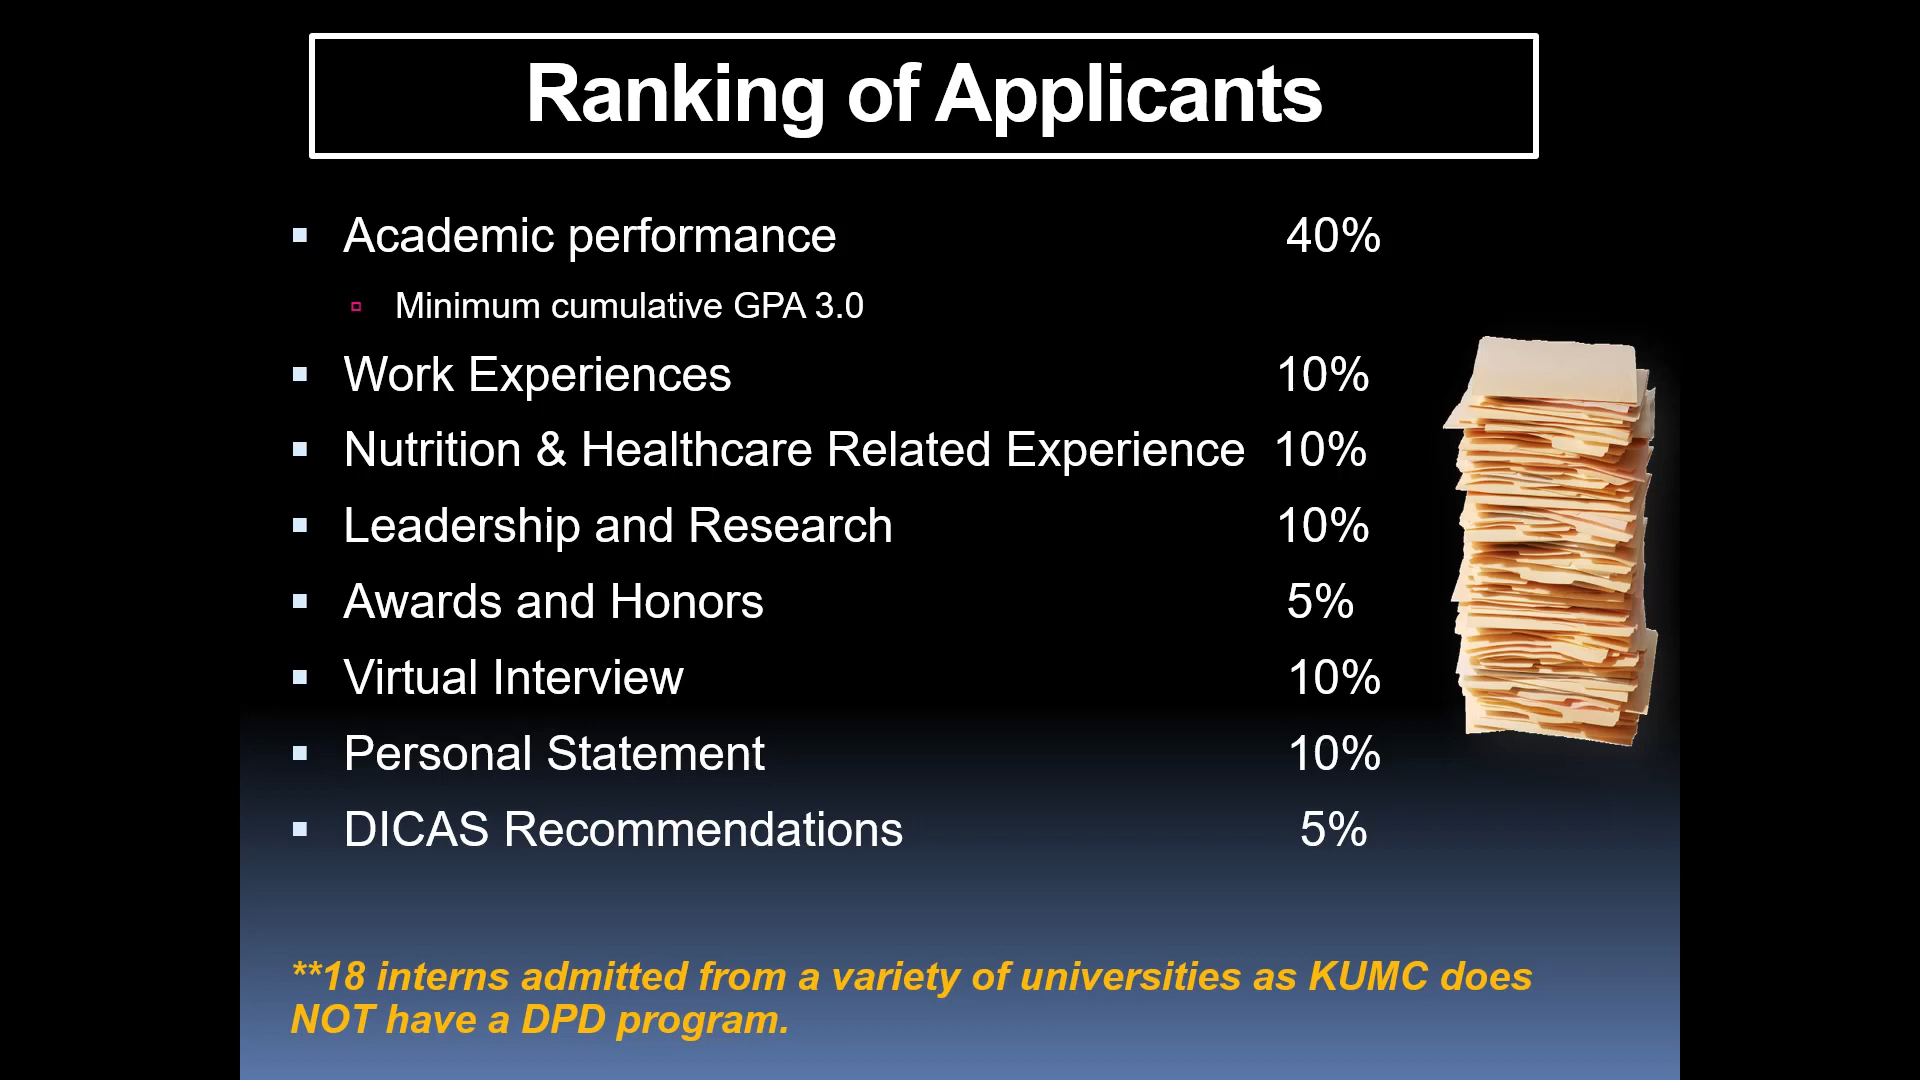 Ranking of Applicants
Academic performance 40%
Minimum cumulative GPA 3.0
Work Experiences 10%
Nutrition & Healthcare Related Experience 10%
Leadership and Research 10%
Awards and Honors 5%
Virtual Interview 10%
Personal Statement 10%
DICAS Recommendations 5%
**18 interns admitted from a variety of universities as KUMC does
NOT have a DPD program.